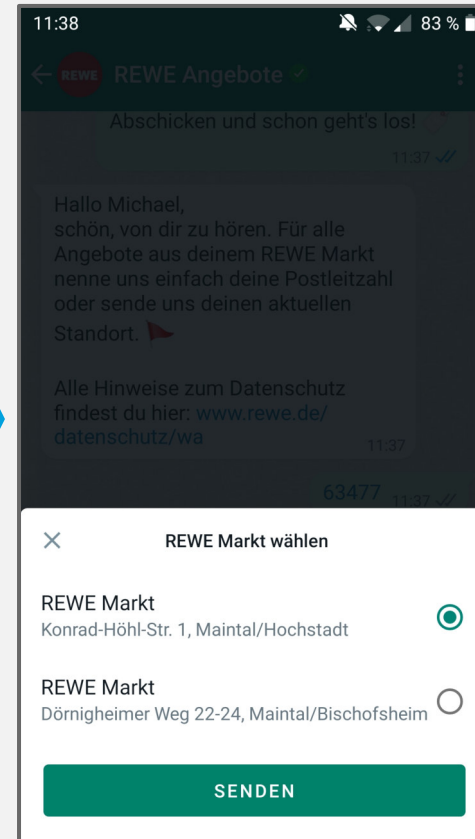 11:38
83 %
REWE
REWE Angebote
Abschicken und schon geht's los!
11:37
Hallo Michael,
schön, von dir zu hören. Für alle
Angebote aus deinem REWE Markt
nenne uns einfach deine Postleitzahl
oder sende uns deinen aktuellen
Standort.
Alle Hinweise zum Datenschutz
findest du hier: www.rewe.de/
datenschutz/wa
11:37
63477 11:37
REWE Markt wählen
REWE Markt
Konrad-Höhl-Str. 1, Maintal/Hochstadt
REWE Markt
Dörnigheimer Weg 22-24, Maintal/Bischofsheim
SENDEN